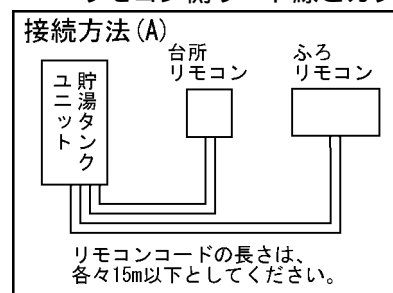 接続方法(A)
台所
リモコン
ふろ
リモコン
貯湯タンク
ユニット
リモコンコードの長さは、
各々15m以下としてください。